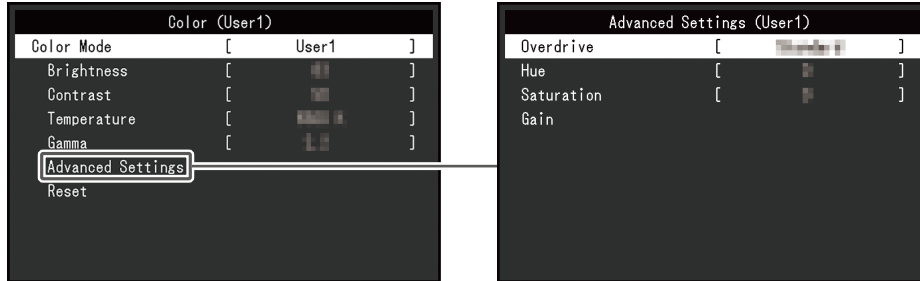 Color (User1)
Color Mode [ User1 ]
Brightness [ ]
Contrast [ ]
Temperature [ ]
Gamma [ ]
Advanced Settings
Reset
Advanced Settings (User1)
Overdrive [ ]
Hue [ ]
Saturation [ ]
Gain